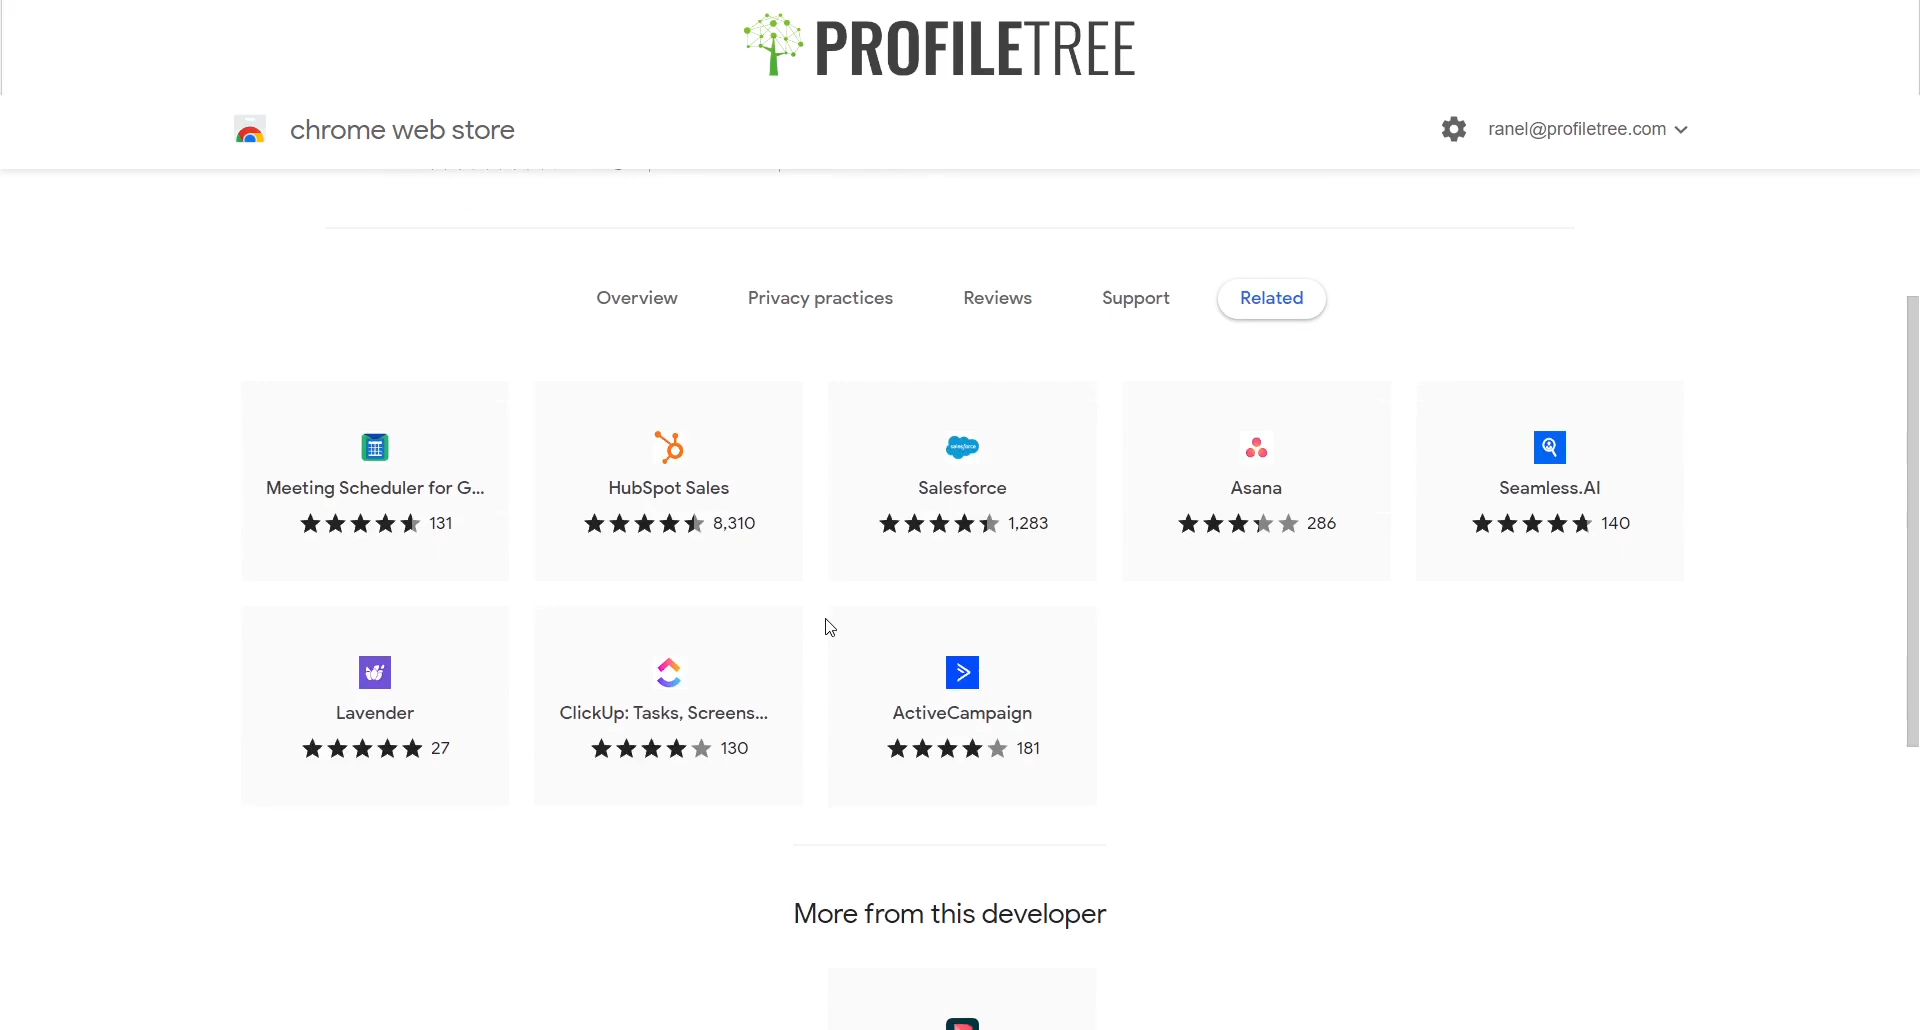 PROFILETREE
chrome web store
ranel@profiletree.com
Overview
Privacy practices
Reviews
Support
Related
Meeting Scheduler for G...
131
HubSpot Sales
8,310
salesforce
Salesforce
1,283
Asana
286
Seamless.AI
140
Lavender
27
ClickUp: Tasks, Screens...
130
ActiveCampaign
181
More from this developer